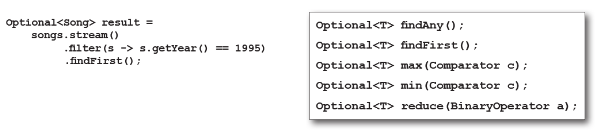 Optional<Song> result =
    songs.stream()
         .filter(s -> s.getYear() == 1995)
         .findFirst();
Optional<T> findAny();
Optional<T> findFirst();
Optional<T> max(Comparator c);
Optional<T> min(Comparator c);
Optional<T> reduce(BinaryOperator a);